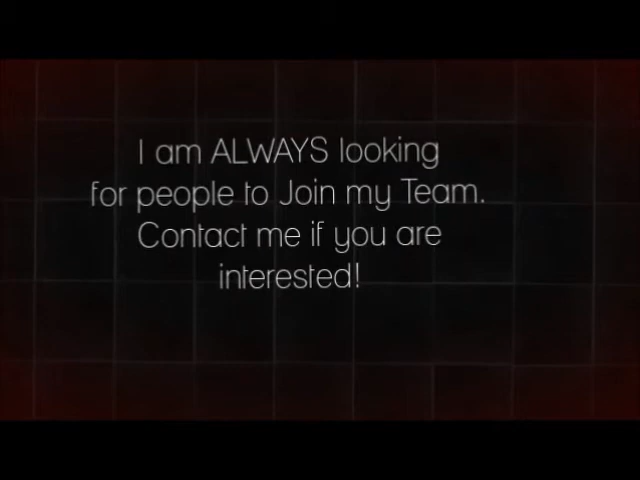 I am ALWAYS looking
for people to Join my Team.
Contact me if you are
interested!